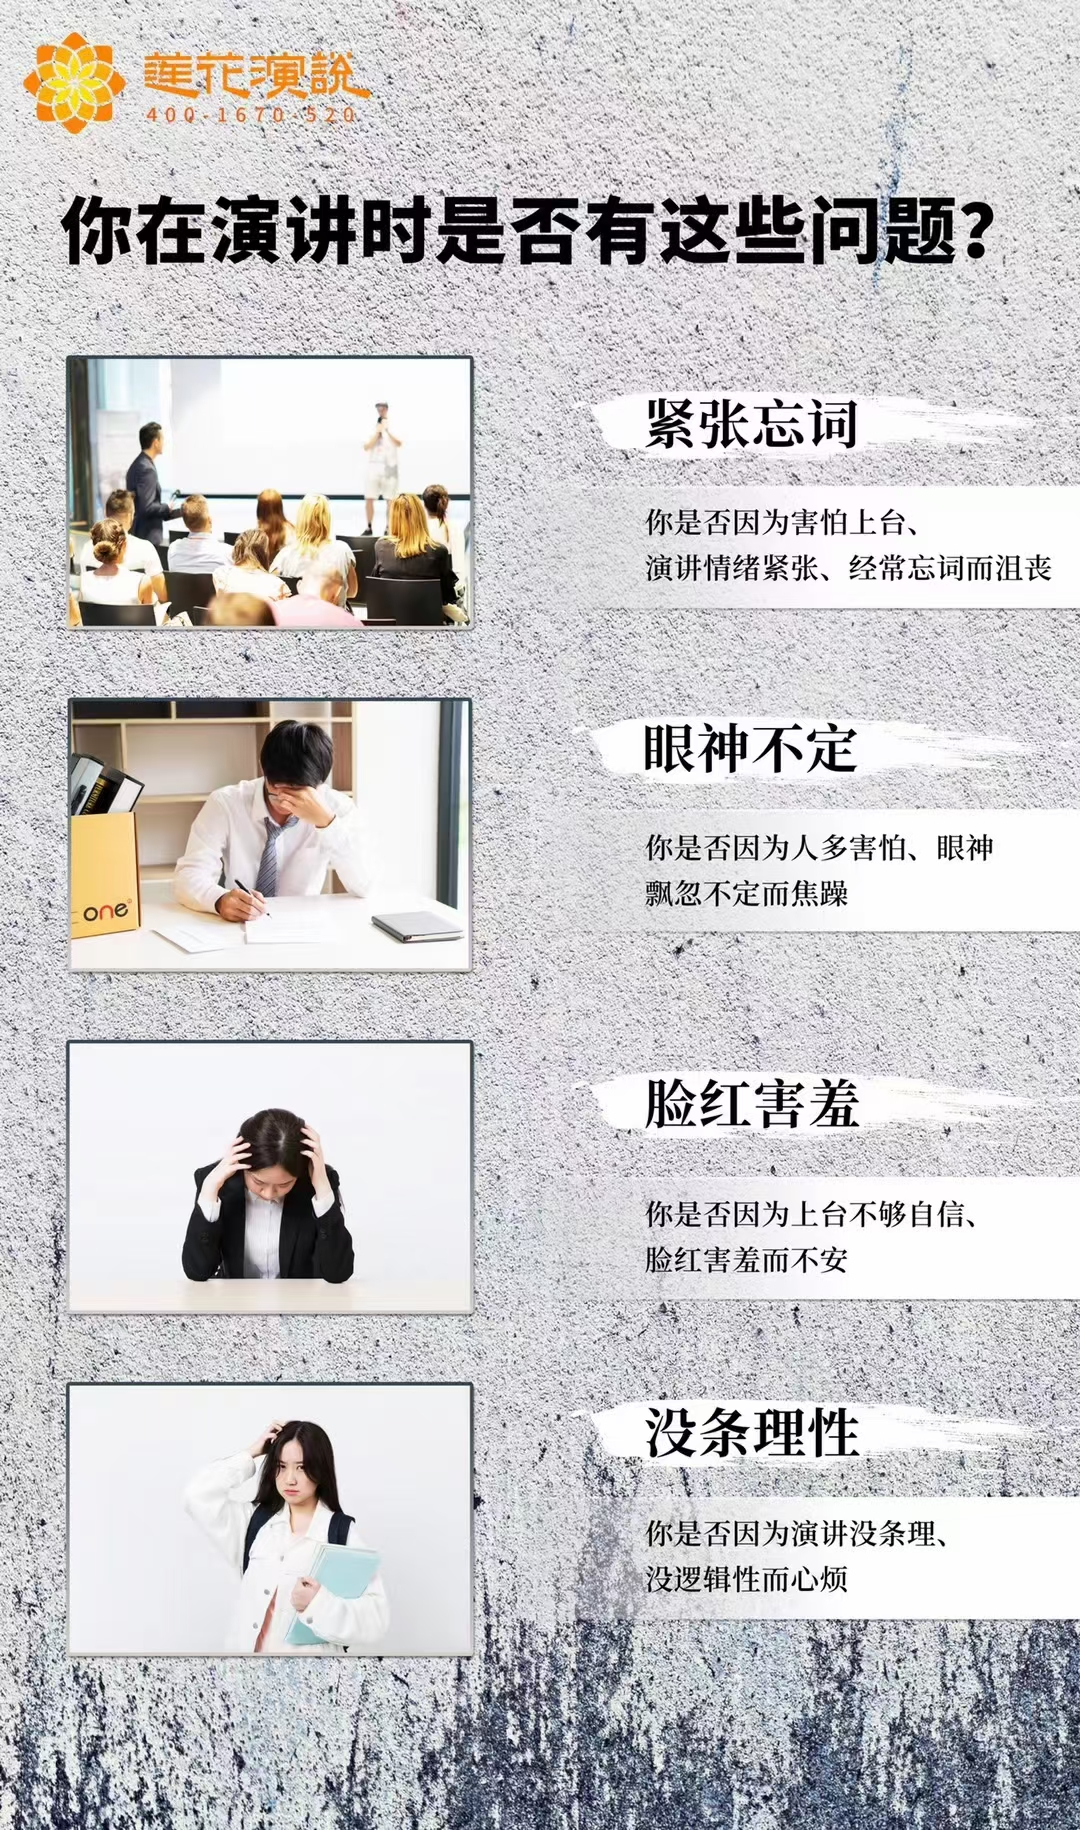 莲花演説
400-1670-520
你在演讲时是否有这些问题？
紧张忘词
你是否因为害怕上台、
演讲情绪紧张、经常忘词而沮丧
one
眼神不定
你是否因为人多害怕、眼神
飘忽不定而焦躁
脸红害羞
你是否因为上台不够自信、
脸红害羞而不安
没条理性
你是否因为演讲没条理、
没逻辑性而心烦